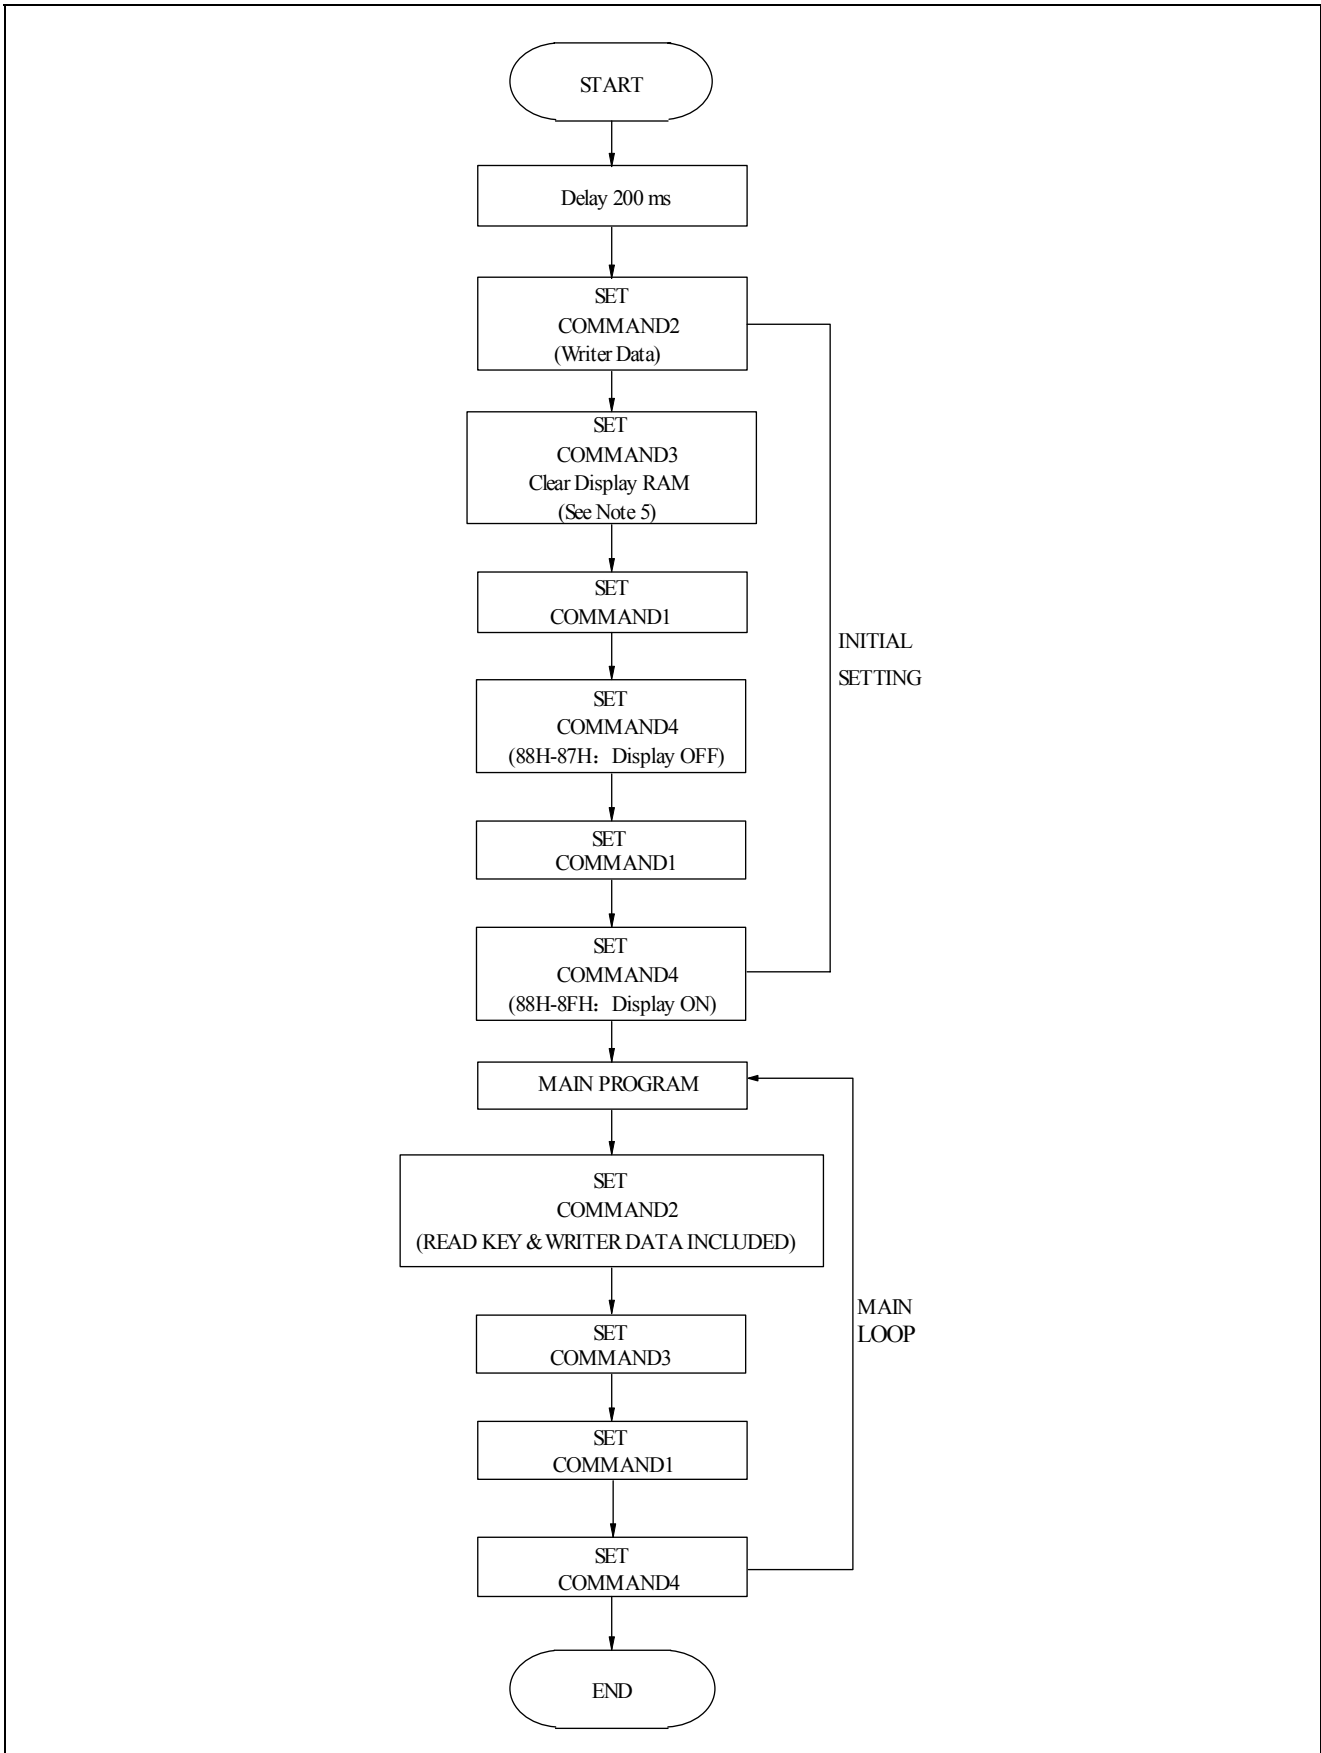 START
Delay 200 ms
SET
COMMAND2
(Writer Data)
SET
COMMAND3
Clear Display RAM
(See Note 5)
SET
COMMAND1
INITIAL
SETTING
SET
COMMAND4
(88H-87H：Display OFF)
SET
COMMAND1
SET
COMMAND4
(88H-8FH：Display ON)
MAIN PROGRAM
SET
COMMAND2
(READ KEY & WRITER DATA INCLUDED)
MAIN
LOOP
SET
COMMAND3
SET
COMMAND1
SET
COMMAND4
END